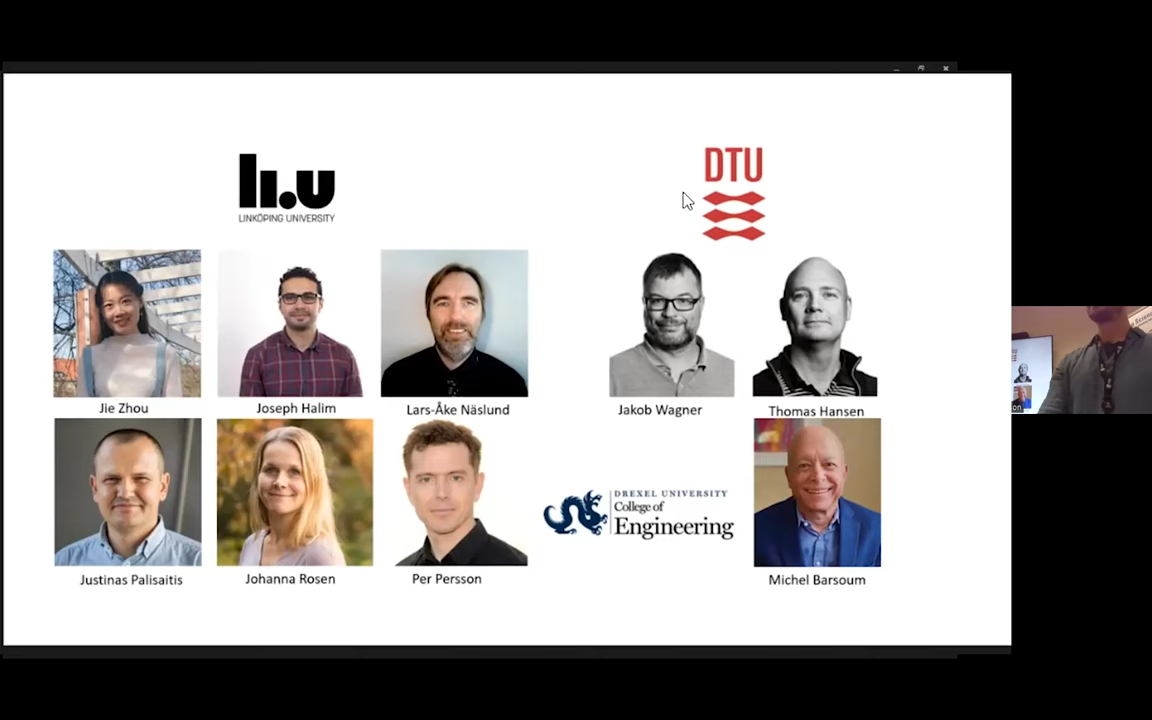 li.u
LINKÖPING UNIVERSITY
DTU
Jie Zhou
Joseph Halim
Lars-Åke Näslund
Jakob Wagner
Thomas Hansen
DREXEL UNIVERSITY
College of
Engineering
Justinas Palisaitis
Johanna Rosen
Per Persson
Michel Barsoum